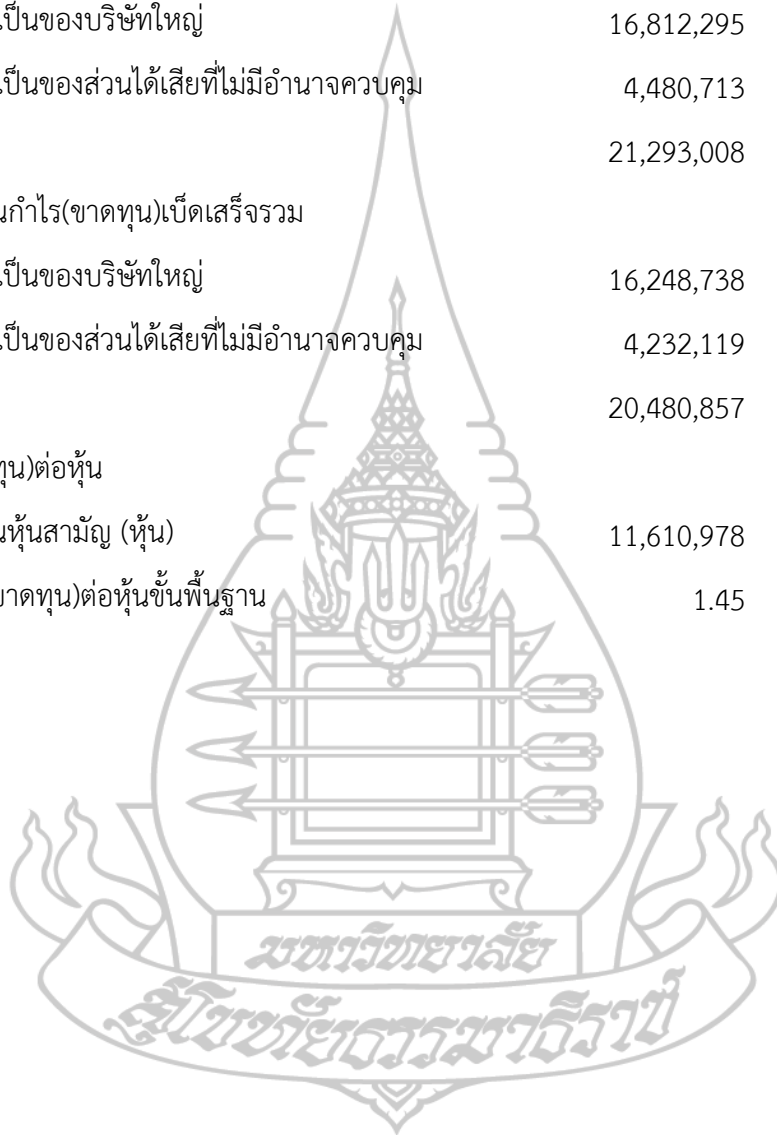 เป็นของบริษัทใหญ่ 16,812,295
เป็นของส่วนได้เสียที่ไม่มีอำนาจควบคุม 4,480,713
21,293,008
นกำไร(ขาดทุน)เบ็ดเสร็จรวม
เป็นของบริษัทใหญ่ 16,248,738
เป็นของส่วนได้เสียที่ไม่มีอำนาจควบคุม 4,232,119
20,480,857
ทุน)ต่อหุ้น
นหุ้นสามัญ (หุ้น) 11,610,978
ขาดทุน)ต่อหุ้นขั้นพื้นฐาน 1.45
มหาวิทยาลัย
สุโขทัยธรรมาธิราช